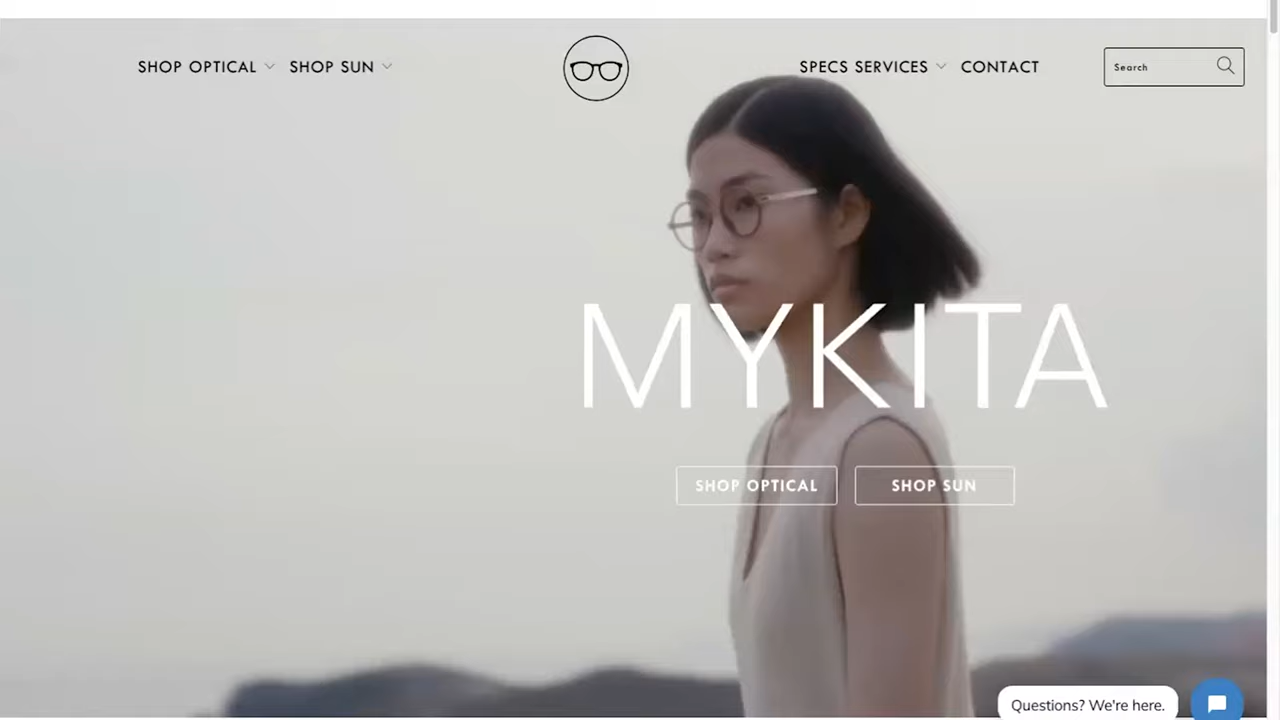 SHOP OPTICAL SHOP SUN SPECS SERVICES CONTACT Search
MYKITA
SHOP OPTICAL SHOP SUN
Questions? We're here.